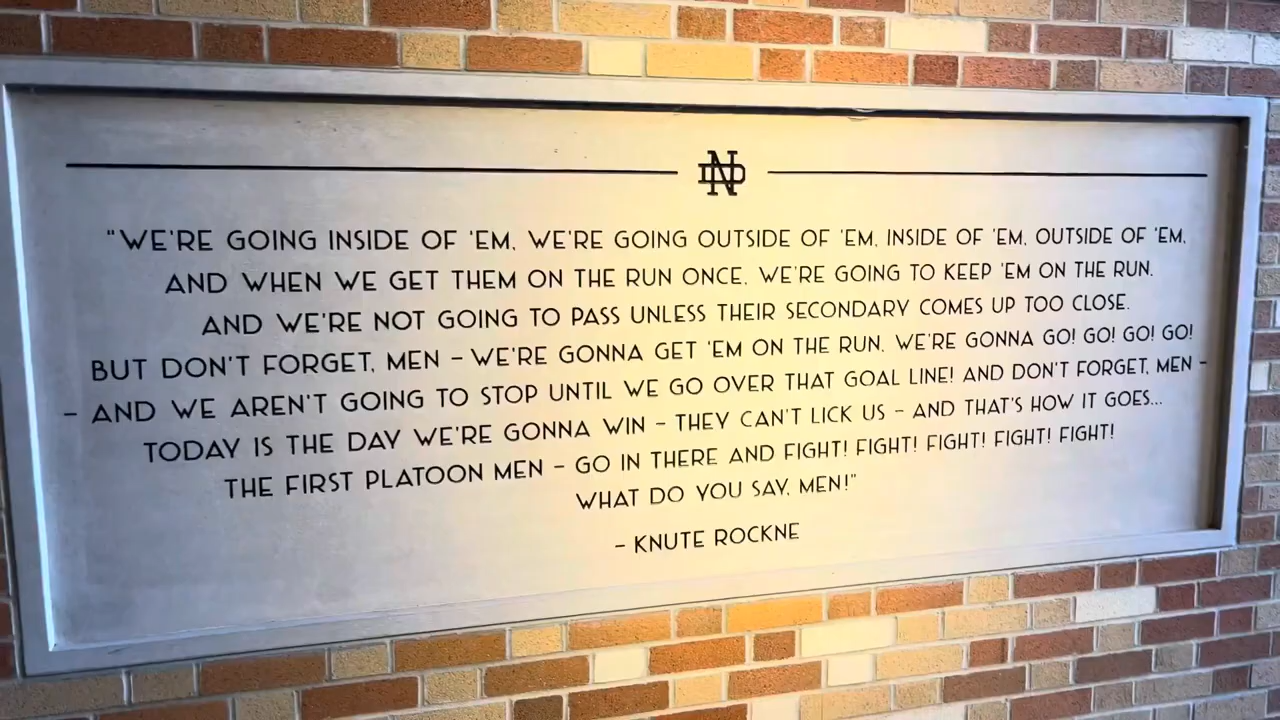 ND
"WE'RE GOING INSIDE OF 'EM, WE'RE GOING OUTSIDE OF 'EM, INSIDE OF 'EM, OUTSIDE OF 'EM,
AND WHEN WE GET THEM ON THE RUN ONCE, WE'RE GOING TO KEEP 'EM ON THE RUN.
AND WE'RE NOT GOING TO PASS UNLESS THEIR SECONDARY COMES UP TOO CLOSE.
BUT DON'T FORGET, MEN – WE'RE GONNA GET 'EM ON THE RUN, WE'RE GONNA GO! GO! GO! GO!
– AND WE AREN'T GOING TO STOP UNTIL WE GO OVER THAT GOAL LINE! AND DON'T FORGET, MEN –
TODAY IS THE DAY WE'RE GONNA WIN – THEY CAN'T LICK US – AND THAT'S HOW IT GOES...
THE FIRST PLATOON MEN – GO IN THERE AND FIGHT! FIGHT! FIGHT! FIGHT! FIGHT!
WHAT DO YOU SAY, MEN!"
– KNUTE ROCKNE